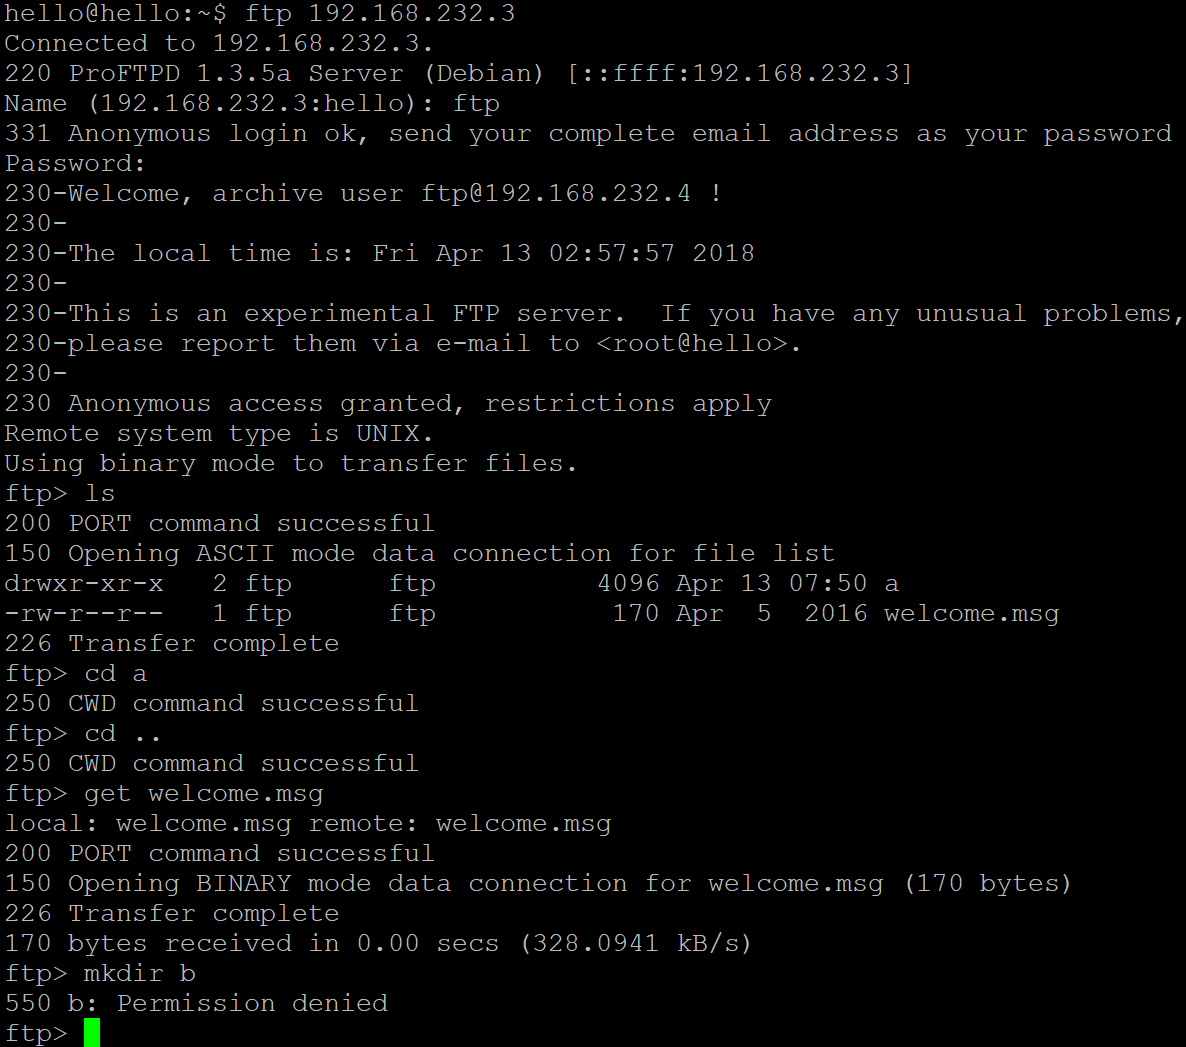 hello@hello:~$ ftp 192.168.232.3
Connected to 192.168.232.3.
220 ProFTPD 1.3.5a Server (Debian) [::ffff:192.168.232.3]
Name (192.168.232.3:hello): ftp
331 Anonymous login ok, send your complete email address as your password
Password:
230-Welcome, archive user ftp@192.168.232.4 !
230-
230-The local time is: Fri Apr 13 02:57:57 2018
230-
230-This is an experimental FTP server.  If you have any unusual problems,
230-please report them via e-mail to <root@hello>.
230-
230 Anonymous access granted, restrictions apply
Remote system type is UNIX.
Using binary mode to transfer files.
ftp> ls
200 PORT command successful
150 Opening ASCII mode data connection for file list
drwxr-xr-x   2 ftp      ftp          4096 Apr 13 07:50 a
-rw-r--r--   1 ftp      ftp           170 Apr  5  2016 welcome.msg
226 Transfer complete
ftp> cd a
250 CWD command successful
ftp> cd ..
250 CWD command successful
ftp> get welcome.msg
local: welcome.msg remote: welcome.msg
200 PORT command successful
150 Opening BINARY mode data connection for welcome.msg (170 bytes)
226 Transfer complete
170 bytes received in 0.00 secs (328.0941 kB/s)
ftp> mkdir b
550 b: Permission denied
ftp>